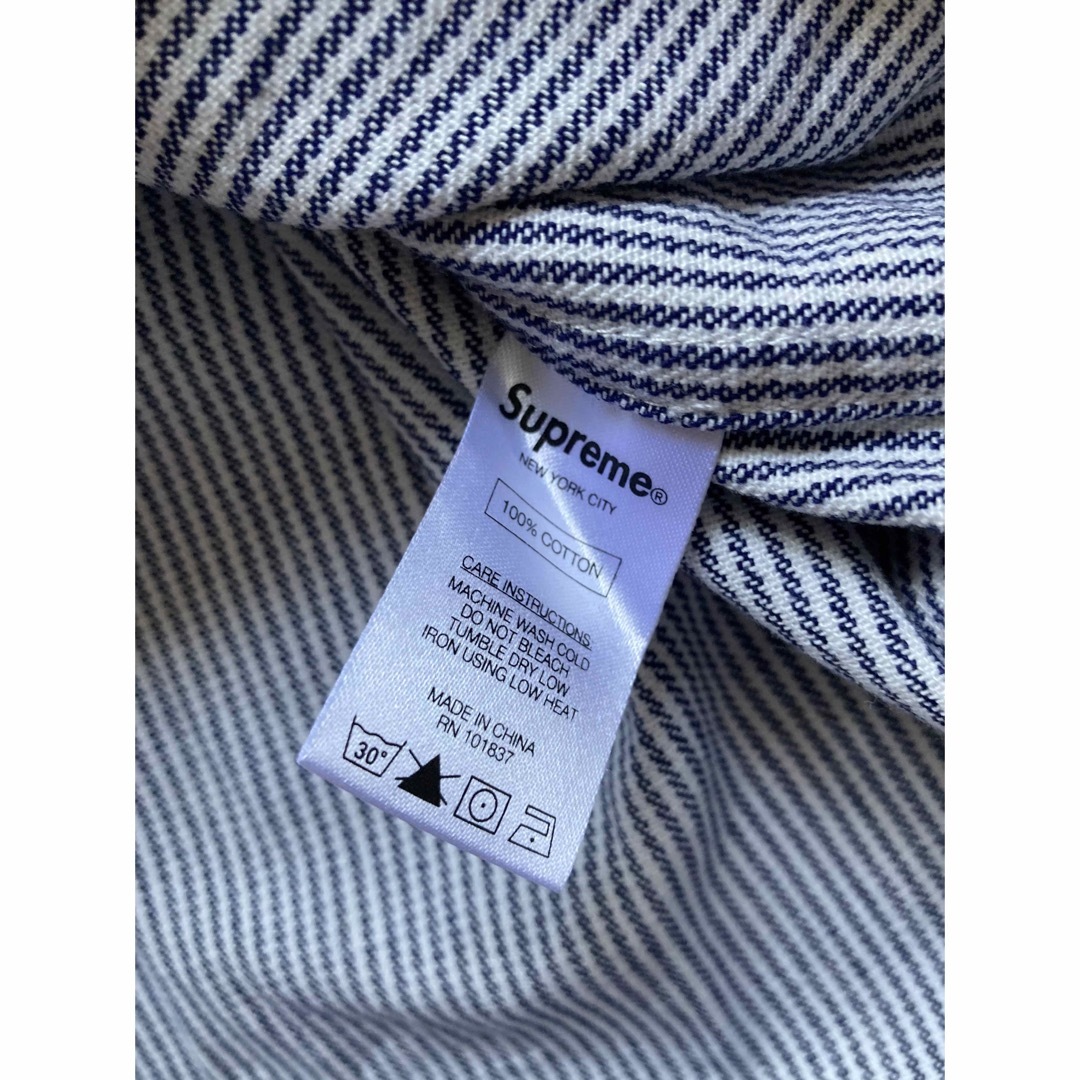 Supreme®
NEW YORK CITY
100% COTTON
CARE INSTRUCTIONS
MACHINE WASH COLD
DO NOT BLEACH
TUMBLE DRY LOW
IRON USING LOW HEAT
MADE IN CHINA
RN 101837
30°